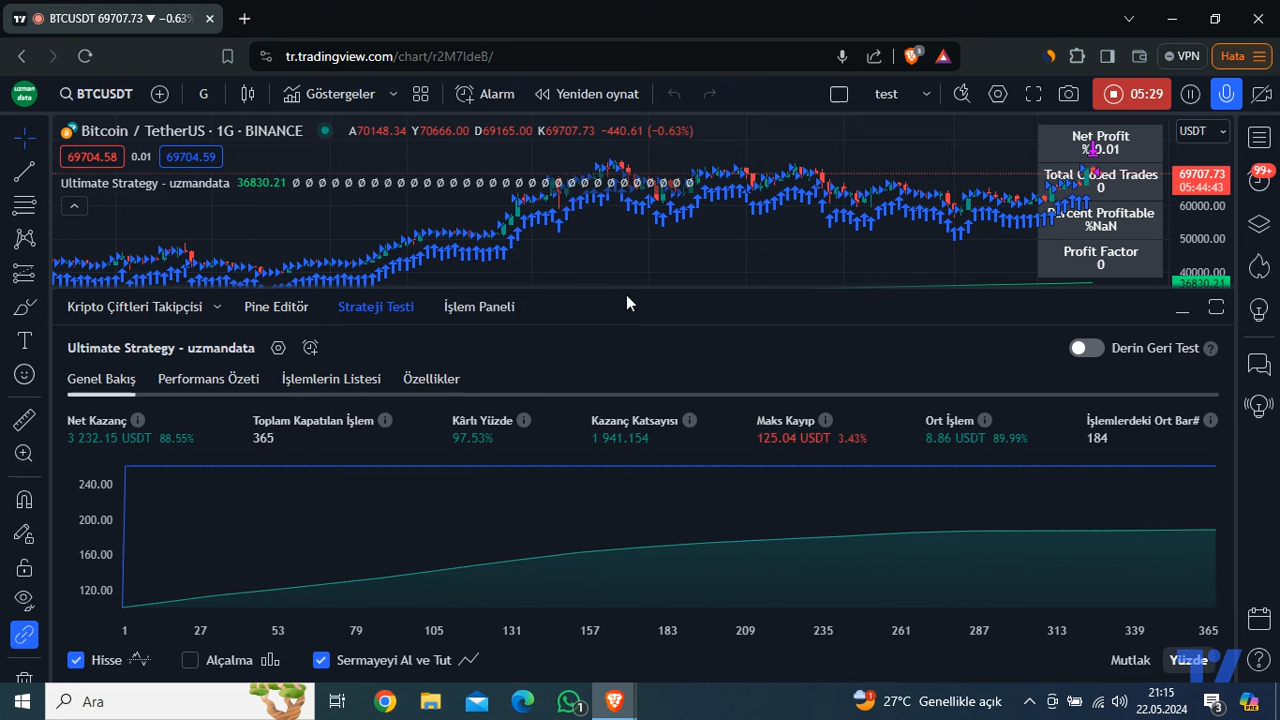 BTCUSDT 69707.73 ▼ −0.63%
tr.tradingview.com/chart/r2M7IdeB/
VPN
Hata
uzman data
BTCUSDT
G
Göstergeler
Alarm
Yeniden oynat
test
05:29
Bitcoin / TetherUS · 1G · BINANCE
A70148.34 Y70666.00 D69165.00 K69707.73 −440.61 (−0.63%)
69704.58 0.01 69704.59
Ultimate Strategy - uzmandata 36830.21 Ø Ø Ø Ø Ø Ø Ø Ø Ø Ø Ø Ø Ø Ø Ø Ø Ø Ø Ø Ø Ø Ø Ø Ø Ø Ø Ø Ø Ø Ø Ø
Net Profit
Total Closed Trades
0
Percent Profitable
%NaN
Profit Factor
0
USDT
69707.73
05:44:43
60000.00
50000.00
40000.00
36830.21
99+
Kripto Çiftleri Takipçisi
Pine Editör
Strateji Testi
İşlem Paneli
Ultimate Strategy - uzmandata
Derin Geri Test
Genel Bakış
Performans Özeti
İşlemlerin Listesi
Özellikler
Net Kazanç
3 232.15 USDT 88.55%
Toplam Kapatılan İşlem
365
Kârlı Yüzde
97.53%
Kazanç Katsayısı
1 941.154
Maks Kayıp
125.04 USDT 3.43%
Ort İşlem
8.86 USDT 89.99%
İşlemlerdeki Ort Bar#
184
240.00
200.00
160.00
120.00
1 27 53 79 105 131 157 183 209 235 261 287 313 339 365
Hisse
Alçalma
Sermayeyi Al ve Tut
Mutlak
Yüzde
Ara
1
27°C Genellikle açık
21:15
22.05.2024
3